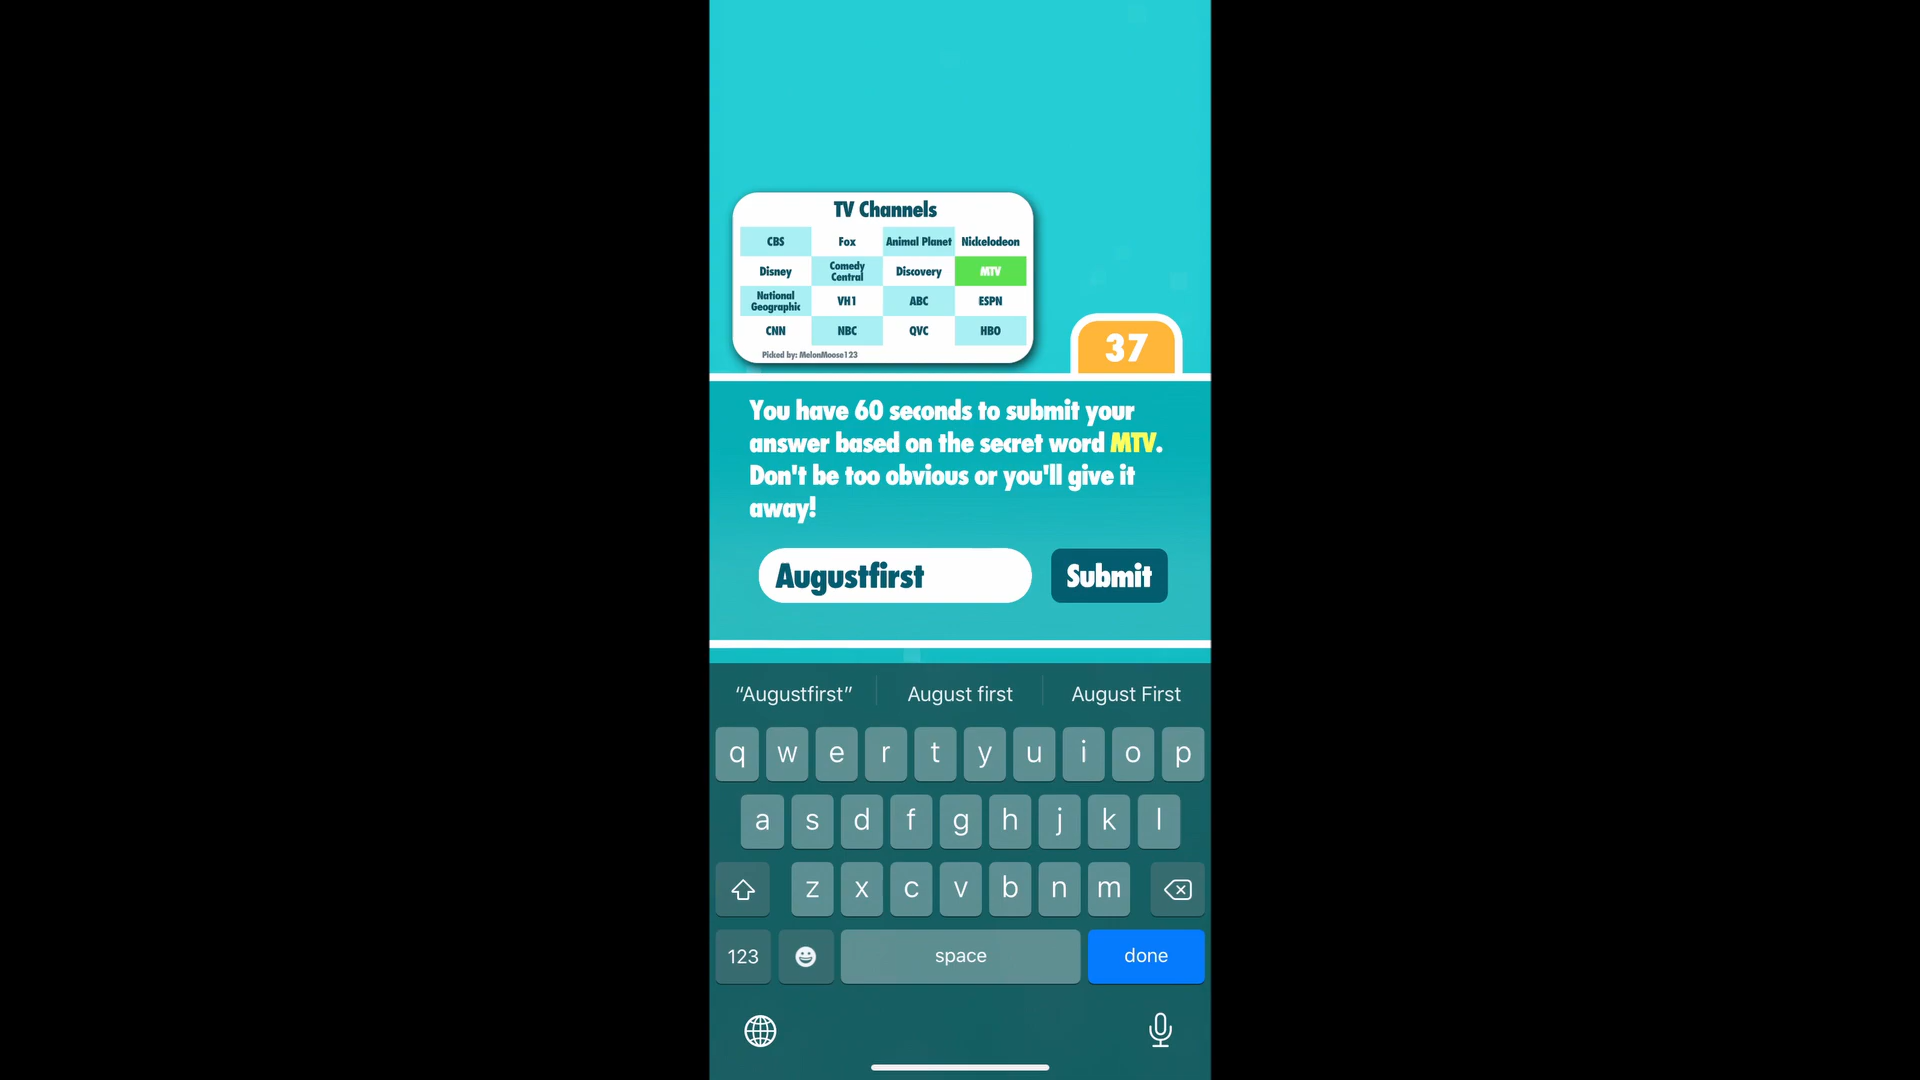 TV Channels
CBS Fox Animal Planet Nickelodeon
Disney Comedy Central Discovery MTV
National Geographic VH1 ABC ESPN
CNN NBC QVC HBO
Picked by: MelonMoose123
37
You have 60 seconds to submit your
answer based on the secret word MTV.
Don't be too obvious or you'll give it
away!
Augustfirst Submit
“Augustfirst” August first August First
q w e r t y u i o p
a s d f g h j k l
z x c v b n m
123 space done